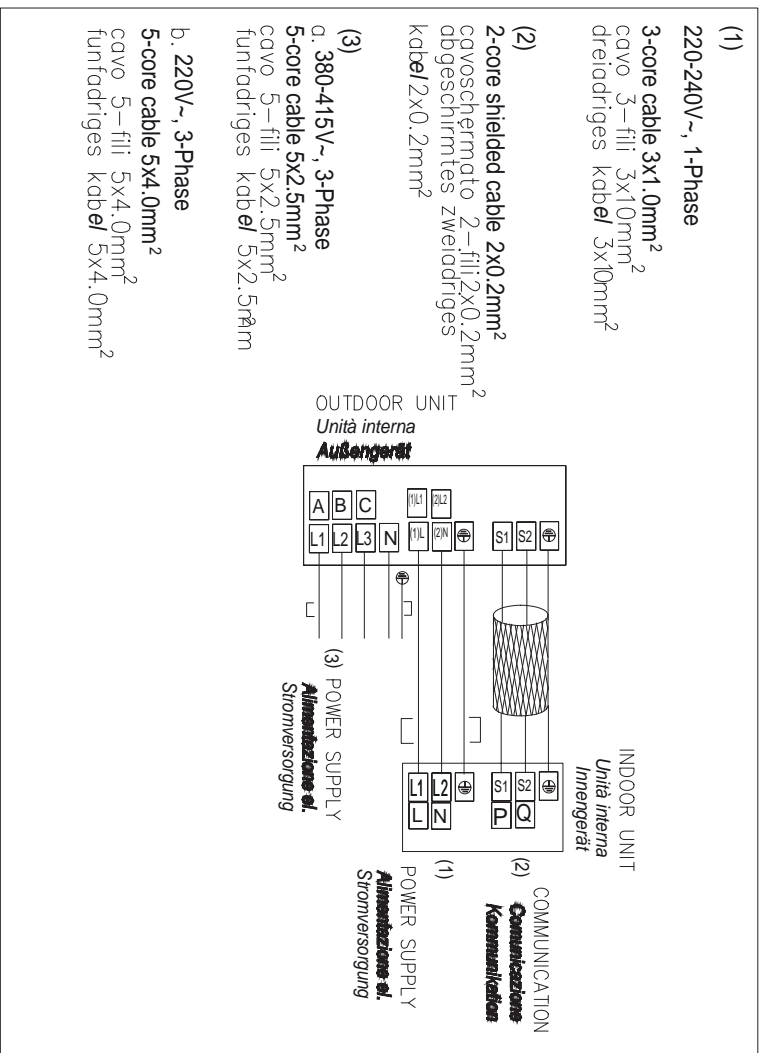 (1)
220-240V~, 1-Phase
3-core cable 3x1.0mm²
cavo 3-fili 3x10mm²
dreiadriges kabel 3x10mm²
(2)
2-core shielded cable 2x0.2mm²
cavoschermato 2-fili2x0.2mm²
abgeschirmtes zweiadriges
kabel2x0.2mm²
(3)
a. 380-415V~, 3-Phase
5-core cable 5x2.5mm²
cavo 5-fili 5x2.5mm²
funfadriges kabel 5x2.5mm²
b. 220V~, 3-Phase
5-core cable 5x4.0mm²
cavo 5-fili 5x4.0mm²
funfadriges kabel 5x4.0mm²
OUTDOOR UNIT
Unità interna
Außengerät
A B C (1)L1 (2)L2
L1 L2 L3 N (1)L (2)N S1 S2
(3) POWER SUPPLY
Alimentazione el.
Stromversorgung
INDOOR UNIT
Unità interna
Innengerät
L1 L2 S1 S2
L N P Q
(2) COMMUNICATION
Comunicazione
Kommunikation
(1) POWER SUPPLY
Alimentazione el.
Stromversorgung